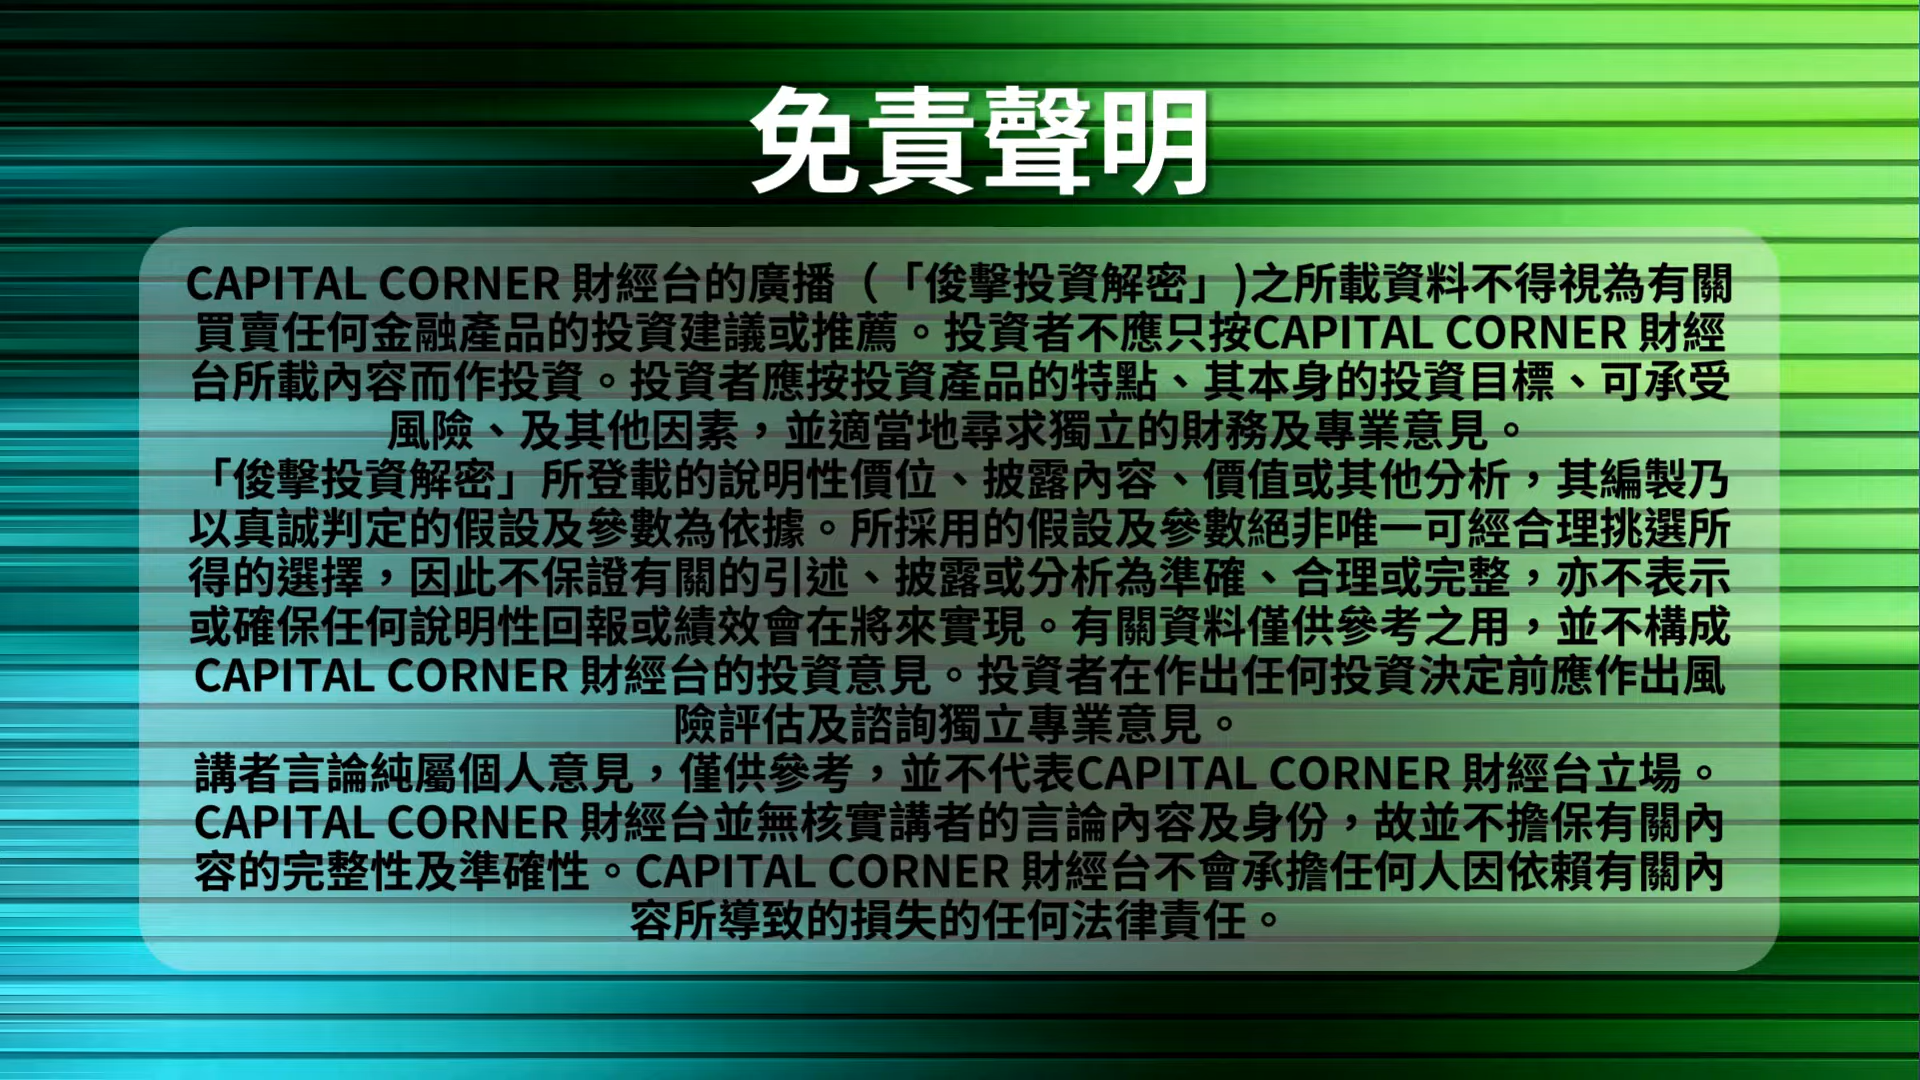 免責聲明
CAPITAL CORNER 財經台的廣播（「俊擊投資解密」)之所載資料不得視為有關
買賣任何金融產品的投資建議或推薦。投資者不應只按CAPITAL CORNER 財經
台所載內容而作投資。投資者應按投資產品的特點、其本身的投資目標、可承受
風險、及其他因素，並適當地尋求獨立的財務及專業意見。
「俊擊投資解密」所登載的說明性價位、披露內容、價值或其他分析，其編製乃
以真誠判定的假設及參數為依據。所採用的假設及參數絕非唯一可經合理挑選所
得的選擇，因此不保證有關的引述、披露或分析為準確、合理或完整，亦不表示
或確保任何說明性回報或績效會在將來實現。有關資料僅供參考之用，並不構成
CAPITAL CORNER 財經台的投資意見。投資者在作出任何投資決定前應作出風
險評估及諮詢獨立專業意見。
講者言論純屬個人意見，僅供參考，並不代表CAPITAL CORNER 財經台立場。
CAPITAL CORNER 財經台並無核實講者的言論內容及身份，故並不擔保有關內
容的完整性及準確性。CAPITAL CORNER 財經台不會承擔任何人因依賴有關內
容所導致的損失的任何法律責任。